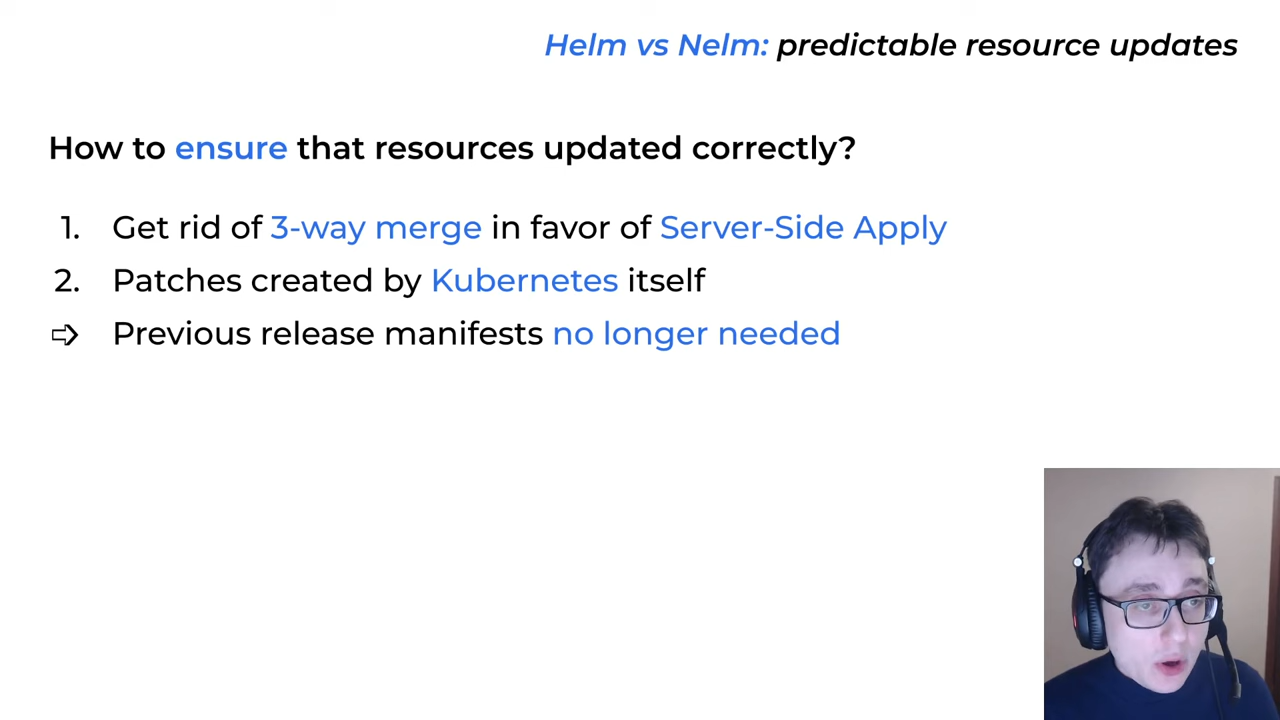 Helm vs Nelm: predictable resource updates
How to ensure that resources updated correctly?
1. Get rid of 3-way merge in favor of Server-Side Apply
2. Patches created by Kubernetes itself
⇨ Previous release manifests no longer needed